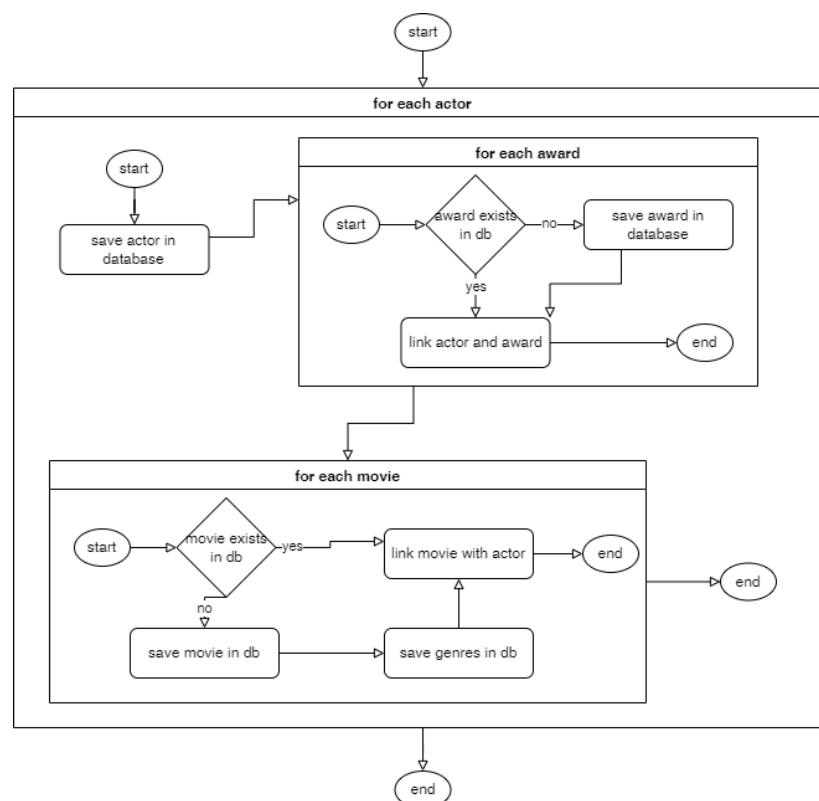 start
for each actor
for each award
start
start
award exists
in db
no
save award in
database
save actor in
database
yes
link actor and award
end
for each movie
start
movie exists
in db
yes
link movie with actor
end
end
no
save movie in db
save genres in db
end